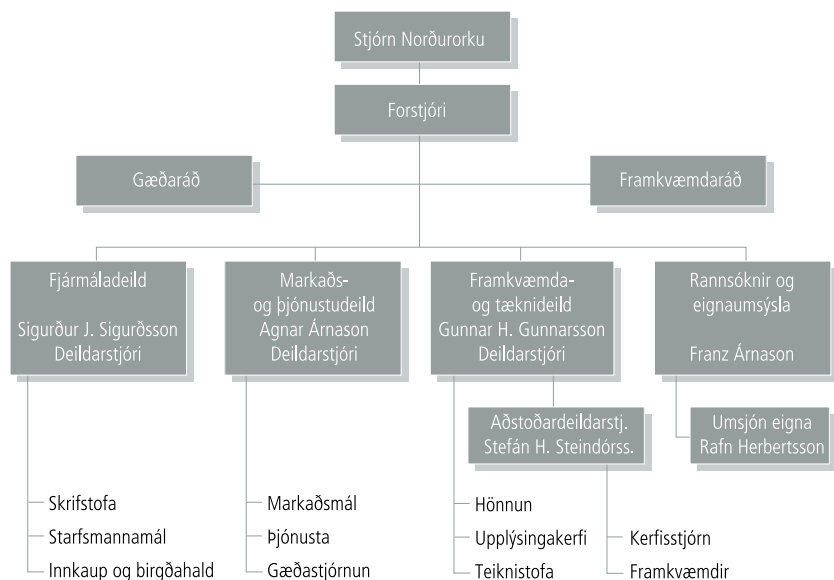 Stjórn Norðurorku
Forstjóri
Gæðaráð
Framkvæmdaráð
Fjármáladeild
Sigurður J. Sigurðsson
Deildarstjóri
Markaðs-
og þjónustudeild
Agnar Árnason
Deildarstjóri
Framkvæmda-
og tæknideild
Gunnar H. Gunnarsson
Deildarstjóri
Rannsóknir og
eignaumsýsla
Franz Árnason
Aðstoðardeildarstj.
Stefán H. Steindórss.
Umsjón eigna
Rafn Herbertsson
Skrifstofa
Starfsmannamál
Innkaup og birgðahald
Markaðsmál
Þjónusta
Gæðastjórnun
Hönnun
Upplýsingakerfi
Teiknistofa
Kerfisstjórn
Framkvæmdir